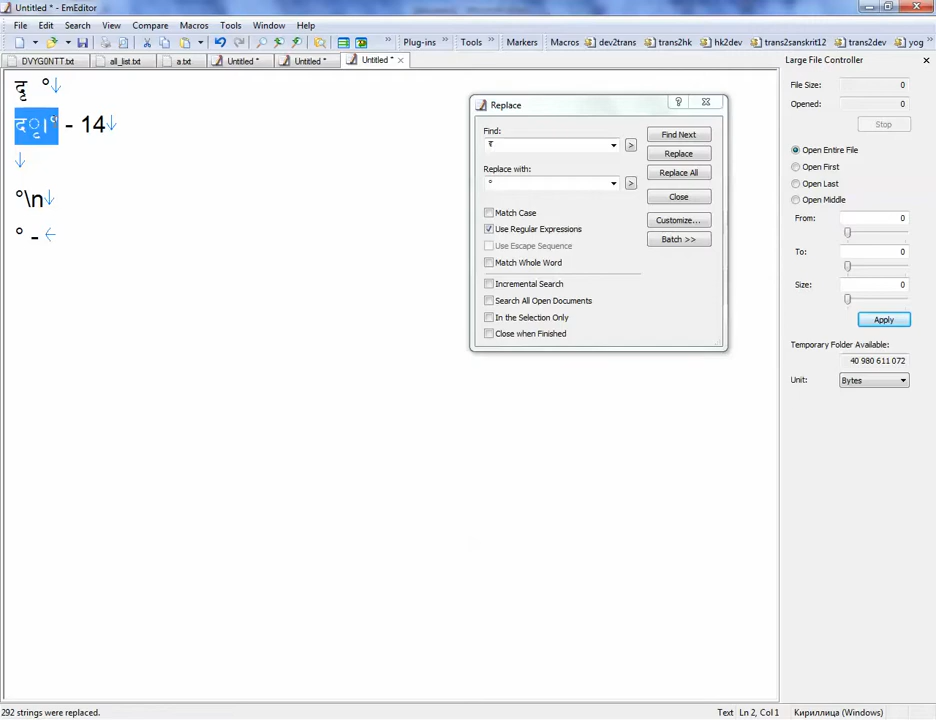 Untitled * - EmEditor
File Edit Search View Compare Macros Tools Window Help
Plug-ins » Tools » Markers Macros dev2trans trans2hk hk2dev trans2sanskrit12 trans2dev yog »
DVYG0NTT.txt all_list.txt a.txt Untitled * Untitled * Untitled *
दृ °
- 14
°\n
° -
Replace
Find:
Replace with:
°
Match Case
Use Regular Expressions
Use Escape Sequence
Match Whole Word
Incremental Search
Search All Open Documents
In the Selection Only
Close when Finished
Find Next
Replace
Replace All
Close
Customize...
Batch >>
Large File Controller
File Size: 0
Opened: 0
Stop
Open Entire File
Open First
Open Last
Open Middle
From: 0
To: 0
Size: 0
Apply
Temporary Folder Available:
40 980 611 072
Unit: Bytes
292 strings were replaced.
Text Ln 2, Col 1 Кириллица (Windows)